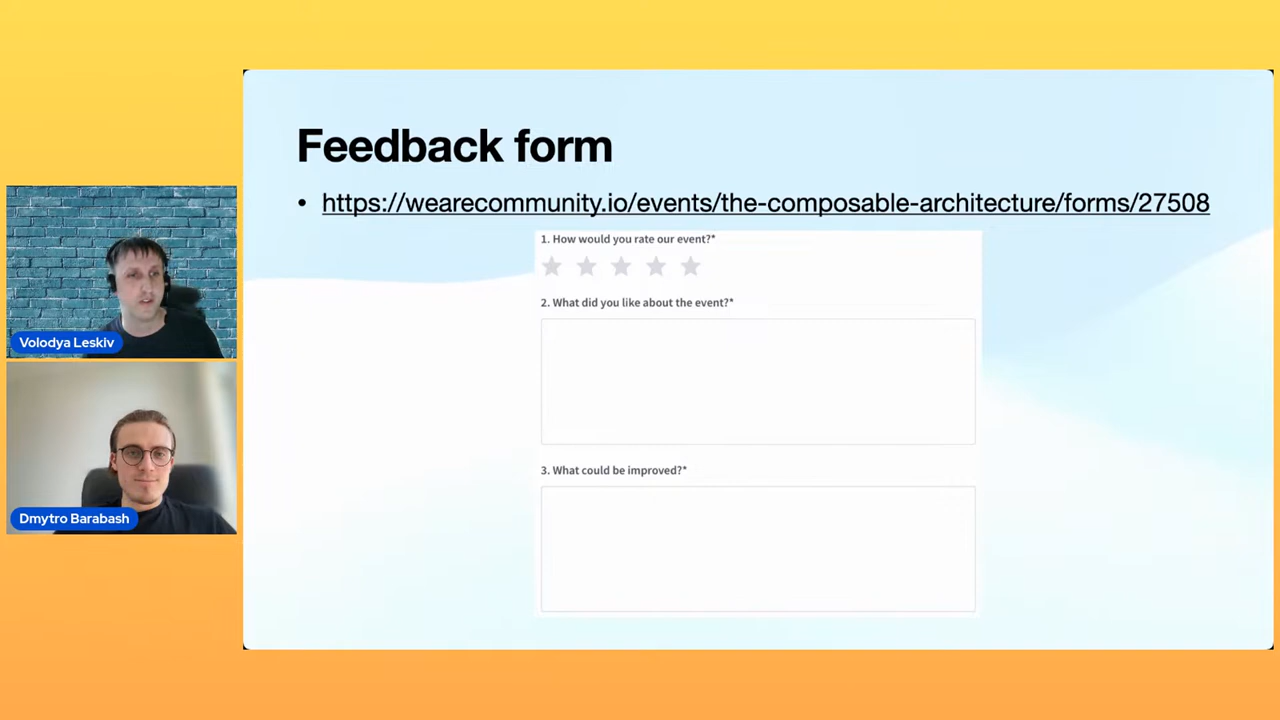 Feedback form
• https://wearecommunity.io/events/the-composable-architecture/forms/27508
1. How would you rate our event?*
2. What did you like about the event?*
3. What could be improved?*
Volodya Leskiv
Dmytro Barabash